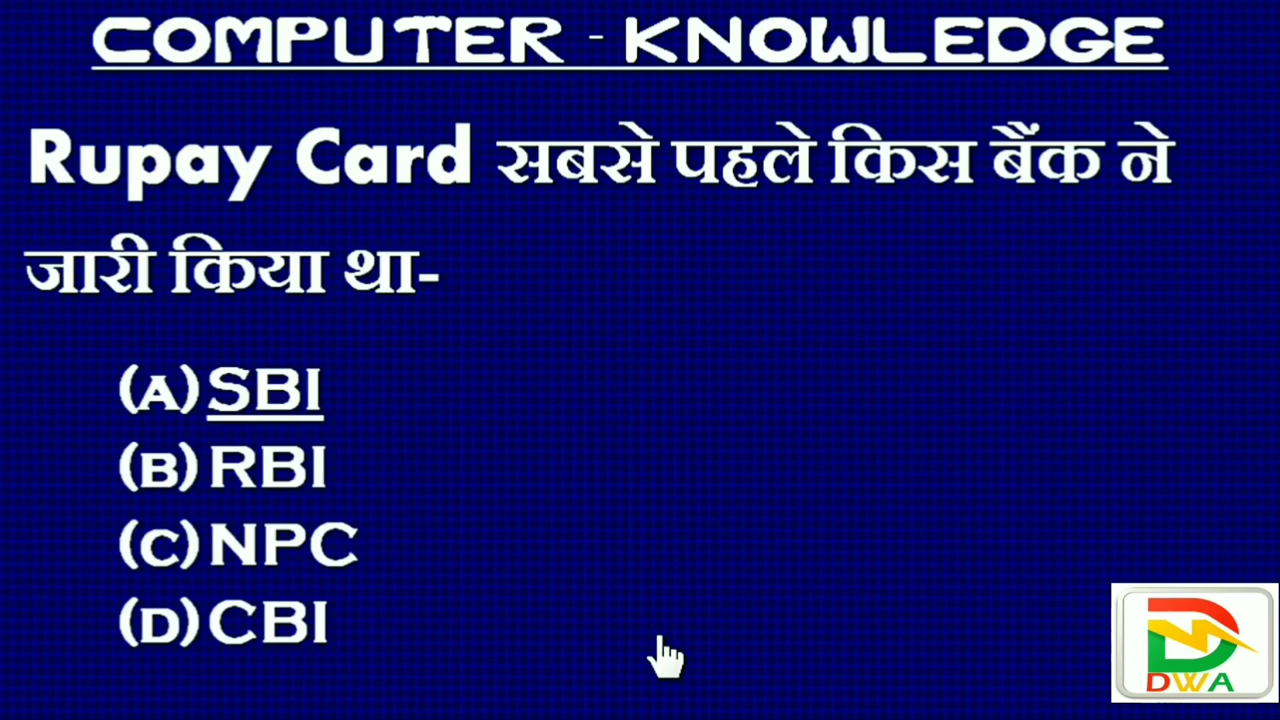 COMPUTER - KNOWLEDGE
Rupay Card सबसे पहले किस बैंक ने
जारी किया था-
(A) SBI
(B) RBI
(C) NPC
(D) CBI
DWA